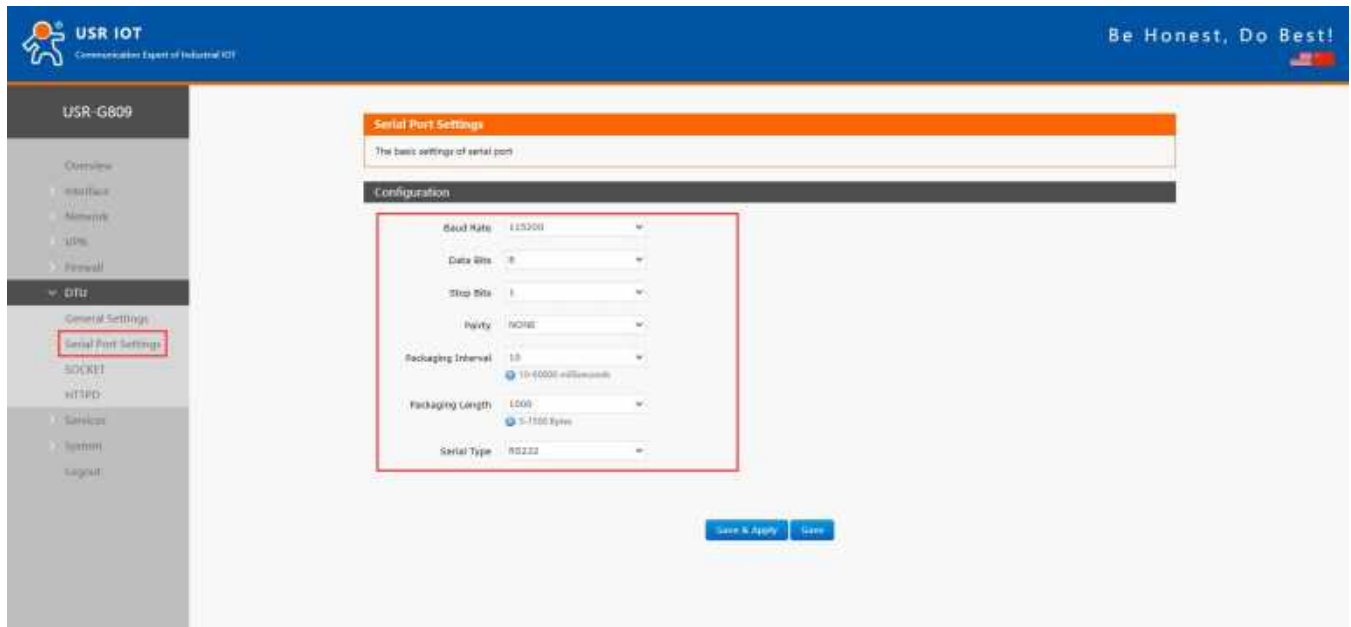 USR IOT
Communication Expert of Industrial IOT
Be Honest, Do Best!
USR-G809
Overview
Interface
Network
VPN
Firewall
DTU
General Settings
Serial Port Settings
SOCKET
HTTPD
Services
System
Logout
Serial Port Settings
The basic settings of serial port
Configuration
Baud Rate 115200
Data Bits 8
Stop Bits 1
Parity NONE
Packaging Interval 10
10-60000 milliseconds
Packaging Length 1000
5-1500 Bytes
Serial Type RS232
Save & Apply Save